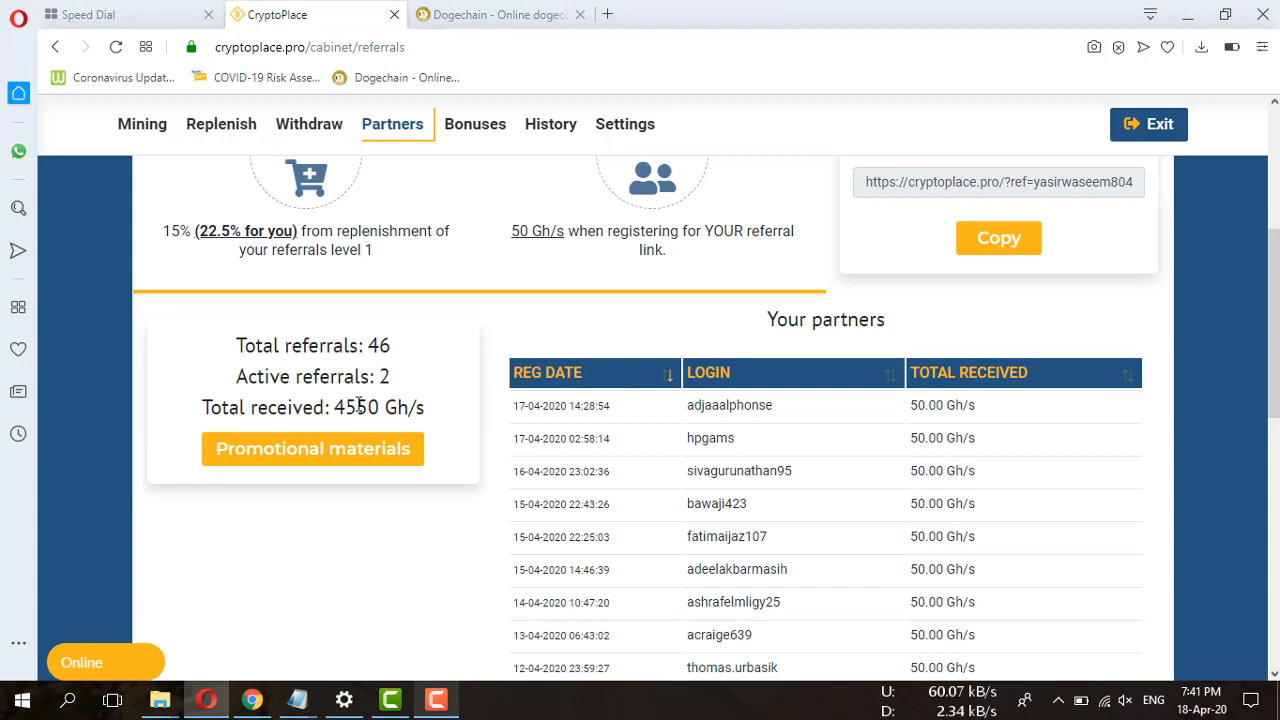 Speed Dial
CryptoPlace
Dogechain - Online dogec
cryptoplace.pro/cabinet/referrals
Coronavirus Updat...
COVID-19 Risk Asse...
Dogechain - Online...
Mining
Replenish
Withdraw
Partners
Bonuses
History
Settings
Exit
15% (22.5% for you) from replenishment of
your referrals level 1
50 Gh/s when registering for YOUR referral
link.
https://cryptoplace.pro/?ref=yasirwaseem804
Copy
Total referrals: 46
Active referrals: 2
Total received: 4550 Gh/s
Promotional materials
Your partners
REG DATE LOGIN TOTAL RECEIVED
17-04-2020 14:28:54 adjaaalphonse 50.00 Gh/s
17-04-2020 02:58:14 hpgams 50.00 Gh/s
16-04-2020 23:02:36 sivagurunathan95 50.00 Gh/s
15-04-2020 22:43:26 bawaji423 50.00 Gh/s
15-04-2020 22:25:03 fatimaijaz107 50.00 Gh/s
15-04-2020 14:46:39 adeelakbarmasih 50.00 Gh/s
14-04-2020 10:47:20 ashrafelmligy25 50.00 Gh/s
13-04-2020 06:43:02 acraige639 50.00 Gh/s
12-04-2020 23:59:27 thomas.urbasik 50.00 Gh/s
Online
U: 60.07 kB/s
D: 2.34 kB/s
ENG
7:41 PM
18-Apr-20